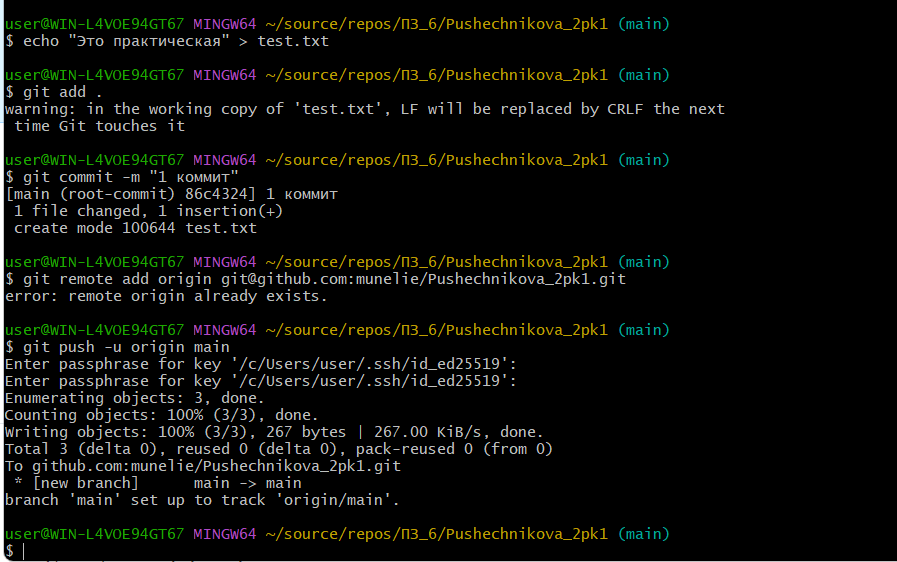 user@WIN-L4VOE94GT67 MINGW64 ~/source/repos/ПЗ_6/Pushechnikova_2pk1 (main)
$ echo "Это практическая" > test.txt
user@WIN-L4VOE94GT67 MINGW64 ~/source/repos/ПЗ_6/Pushechnikova_2pk1 (main)
$ git add .
warning: in the working copy of 'test.txt', LF will be replaced by CRLF the next
 time Git touches it
user@WIN-L4VOE94GT67 MINGW64 ~/source/repos/ПЗ_6/Pushechnikova_2pk1 (main)
$ git commit -m "1 коммит"
[main (root-commit) 86c4324] 1 коммит
 1 file changed, 1 insertion(+)
 create mode 100644 test.txt
user@WIN-L4VOE94GT67 MINGW64 ~/source/repos/ПЗ_6/Pushechnikova_2pk1 (main)
$ git remote add origin git@github.com:munelie/Pushechnikova_2pk1.git
error: remote origin already exists.
user@WIN-L4VOE94GT67 MINGW64 ~/source/repos/ПЗ_6/Pushechnikova_2pk1 (main)
$ git push -u origin main
Enter passphrase for key '/c/Users/user/.ssh/id_ed25519':
Enter passphrase for key '/c/Users/user/.ssh/id_ed25519':
Enumerating objects: 3, done.
Counting objects: 100% (3/3), done.
Writing objects: 100% (3/3), 267 bytes | 267.00 KiB/s, done.
Total 3 (delta 0), reused 0 (delta 0), pack-reused 0 (from 0)
To github.com:munelie/Pushechnikova_2pk1.git
 * [new branch]      main -> main
branch 'main' set up to track 'origin/main'.
user@WIN-L4VOE94GT67 MINGW64 ~/source/repos/ПЗ_6/Pushechnikova_2pk1 (main)
$